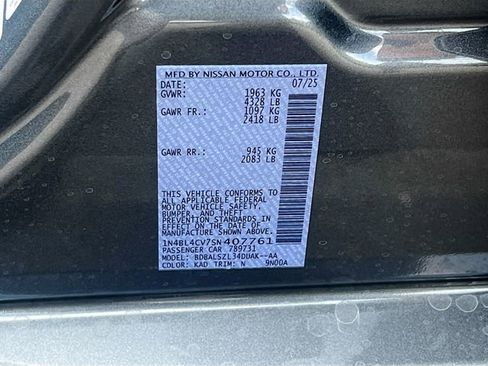 MFD BY NISSAN MOTOR CO., LTD.
DATE: 07/25
GVWR: 1963 KG
4328 LB
GAWR FR.: 1097 KG
2418 LB
GAWR RR.: 945 KG
2083 LB
THIS VEHICLE CONFORMS TO
ALL APPLICABLE FEDERAL
MOTOR VEHICLE SAFETY,
BUMPER, AND THEFT
PREVENTION STANDARDS IN
EFFECT ON THE DATE OF
MANUFACTURE SHOWN ABOVE.
1N4BL4CV7SN407761
PASSENGER CAR 789731
MODEL: BDBALSZL34DUAK--AA
COLOR: KAD TRIM: N 9N00A